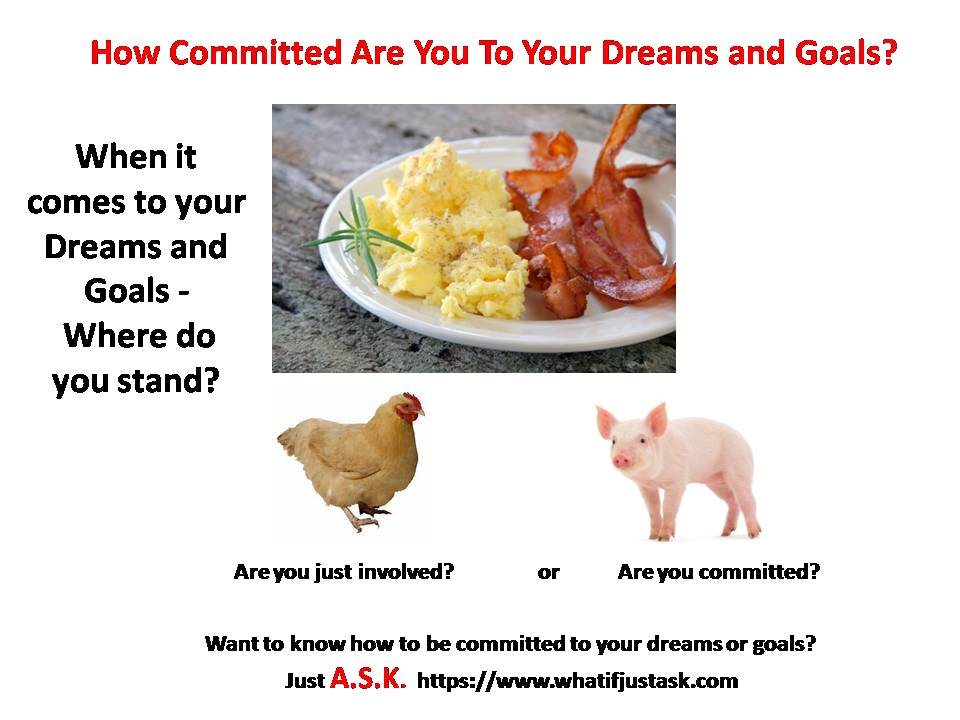 How Committed Are You To Your Dreams and Goals?
When it
comes to your
Dreams and
Goals -
Where do
you stand?
Are you just involved? or Are you committed?
Want to know how to be committed to your dreams or goals?
Just A.S.K. https://www.whatifjustask.com